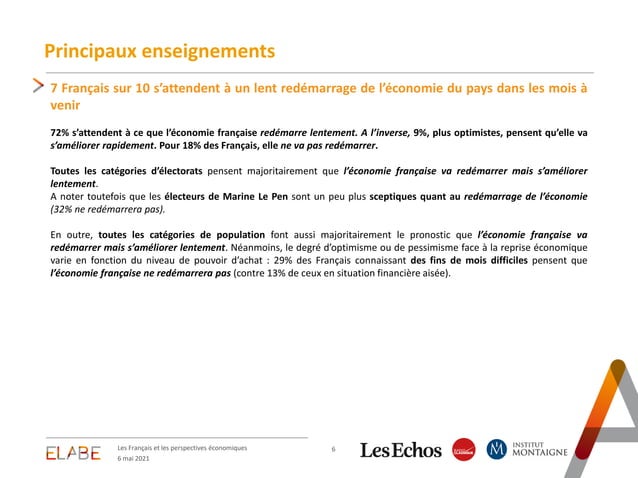 Principaux enseignements
7 Français sur 10 s’attendent à un lent redémarrage de l’économie du pays dans les mois à
venir
72% s’attendent à ce que l’économie française redémarre lentement. A l’inverse, 9%, plus optimistes, pensent qu’elle va
s’améliorer rapidement. Pour 18% des Français, elle ne va pas redémarrer.
Toutes les catégories d’électorats pensent majoritairement que l’économie française va redémarrer mais s’améliorer
lentement.
A noter toutefois que les électeurs de Marine Le Pen sont un peu plus sceptiques quant au redémarrage de l’économie
(32% ne redémarrera pas).
En outre, toutes les catégories de population font aussi majoritairement le pronostic que l’économie française va
redémarrer mais s’améliorer lentement. Néanmoins, le degré d’optimisme ou de pessimisme face à la reprise économique
varie en fonction du niveau de pouvoir d’achat : 29% des Français connaissant des fins de mois difficiles pensent que
l’économie française ne redémarrera pas (contre 13% de ceux en situation financière aisée).
ELABE
Les Français et les perspectives économiques
6 mai 2021
6
Les Echos
INSTITUT
MONTAIGNE